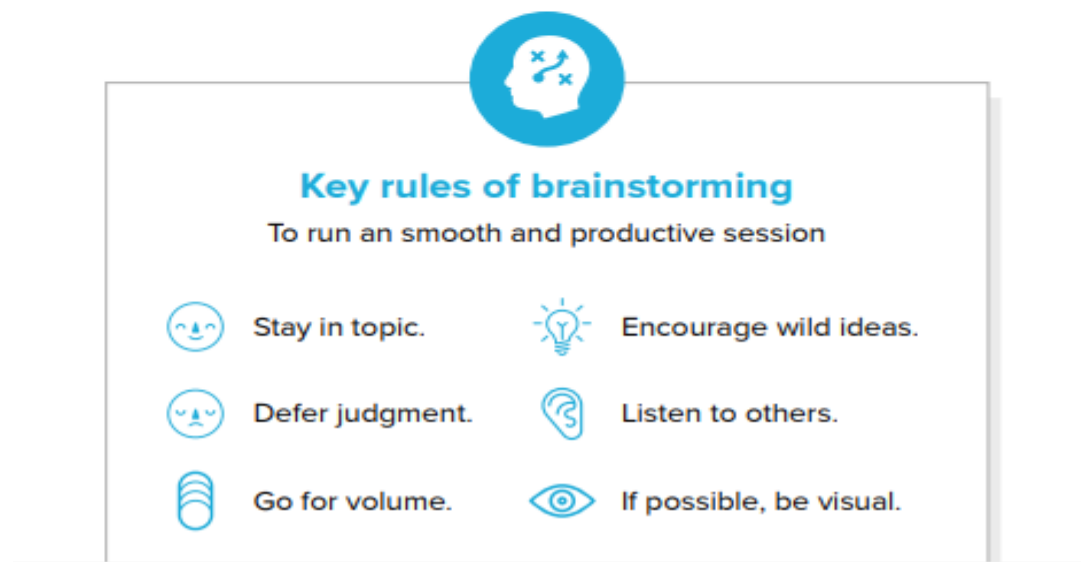 Key rules of brainstorming
To run an smooth and productive session
Stay in topic.
Encourage wild ideas.
Defer judgment.
Listen to others.
Go for volume.
If possible, be visual.